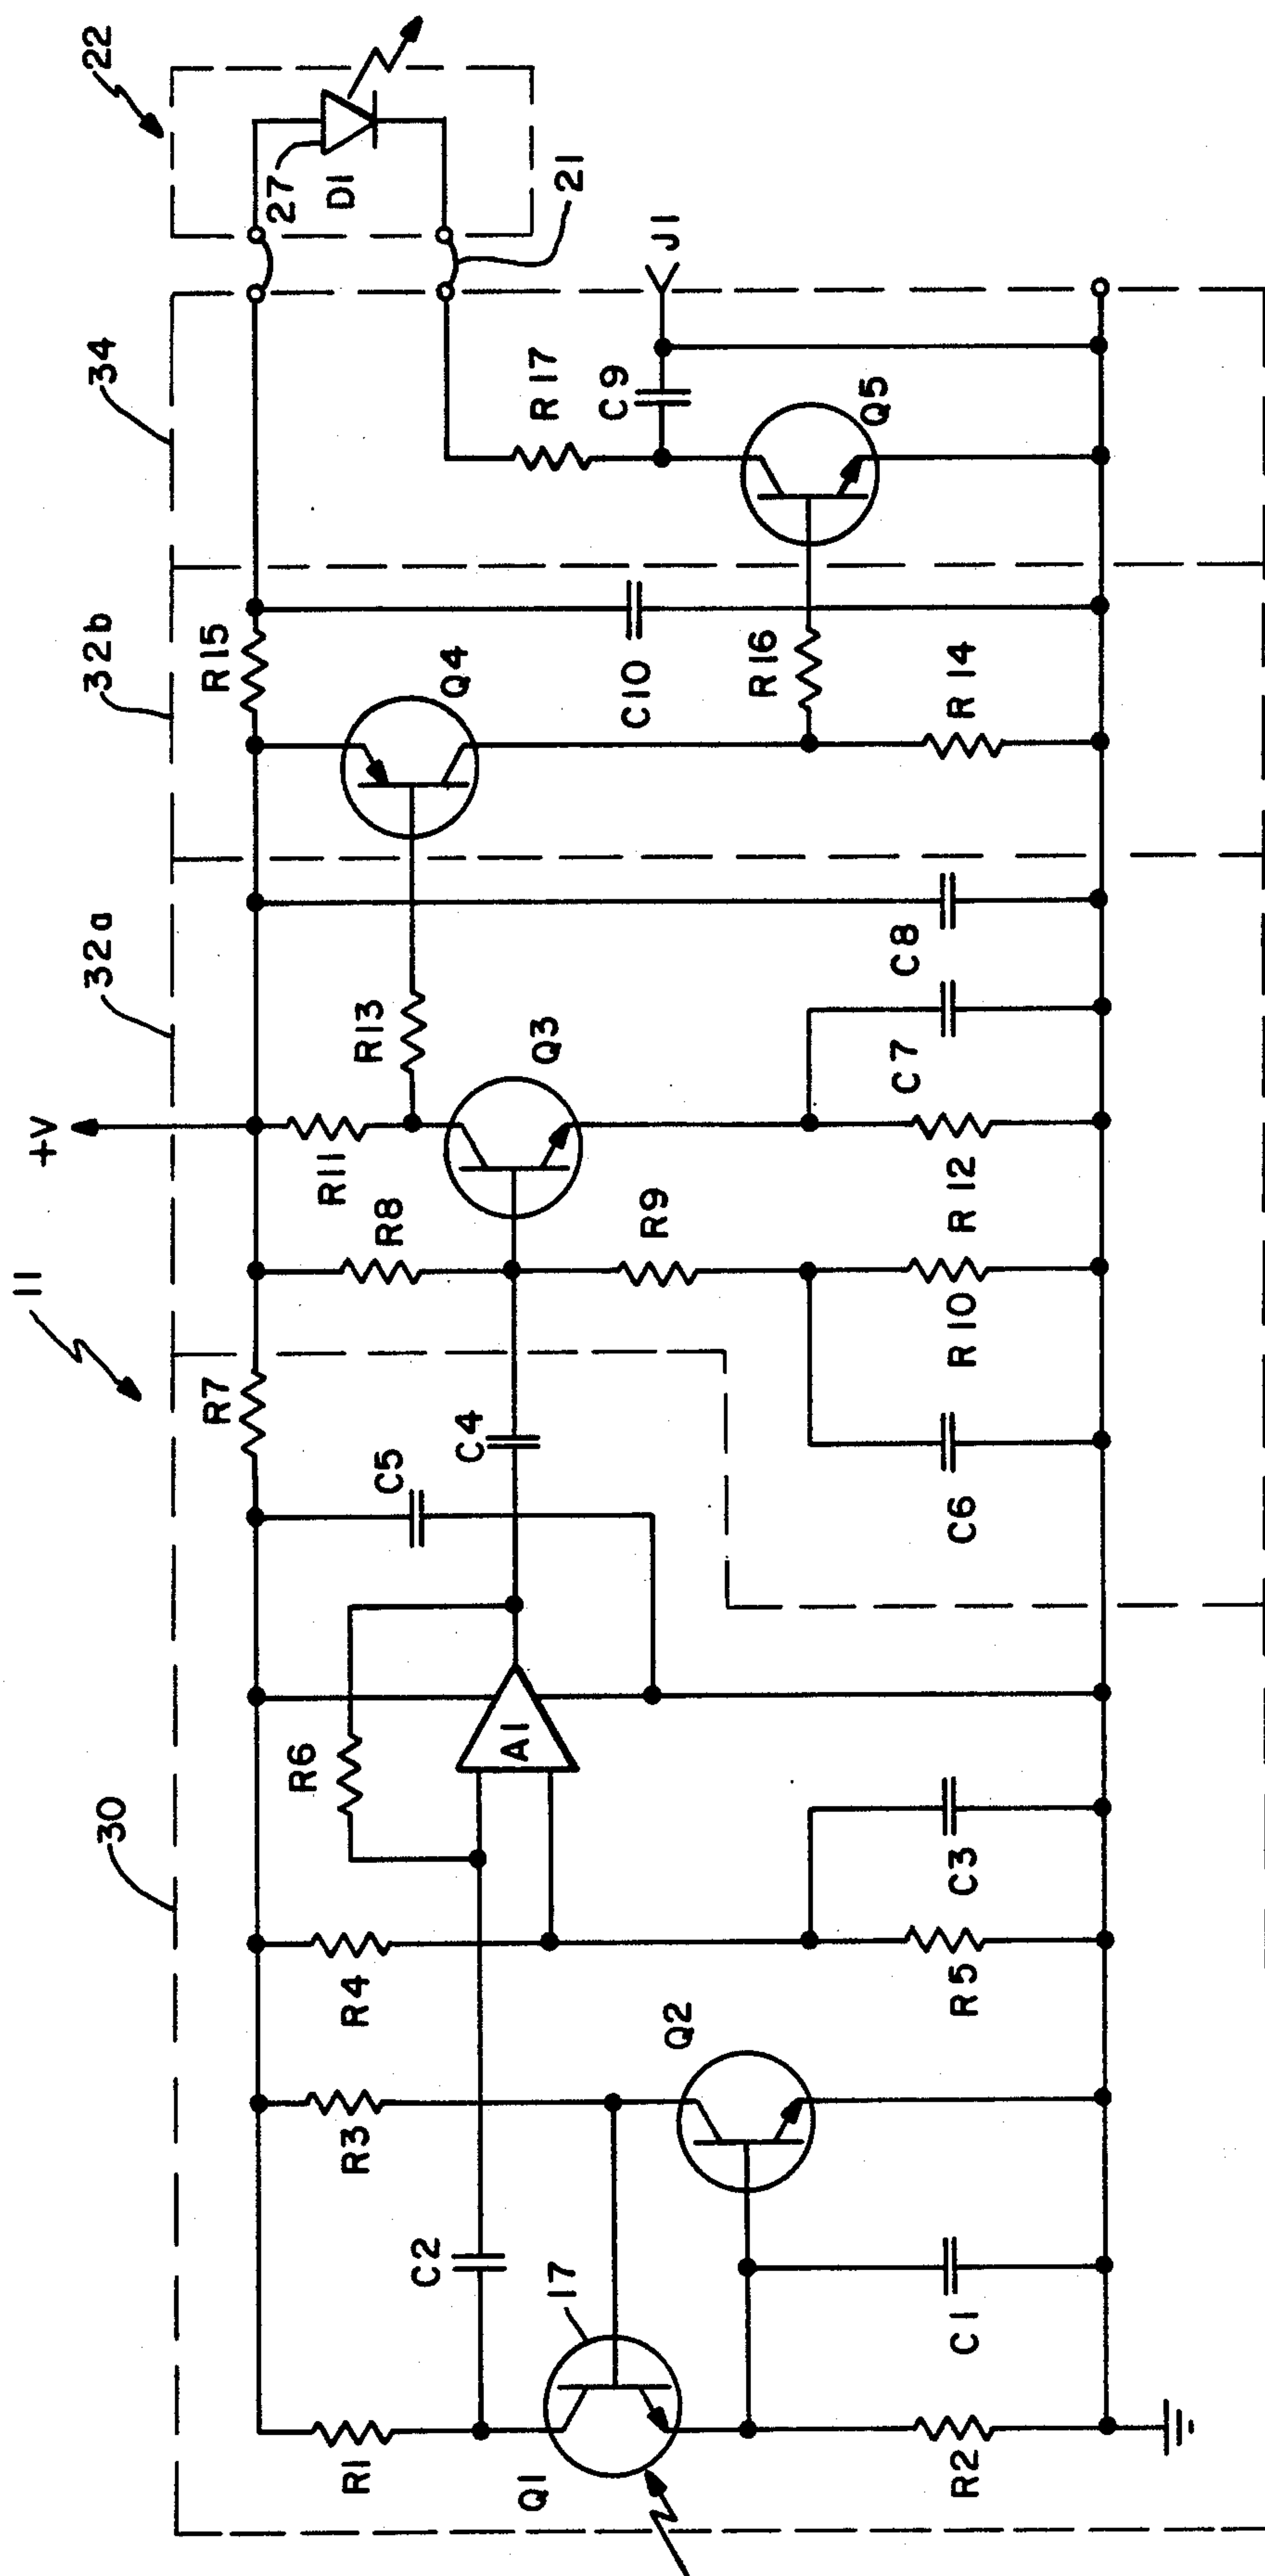 11
+V
30
32a
32b
34
22
R1
R3
R4
R6
R7
C5
R8
R11
R13
R15
Q4
27
D1
21
Q1
17
C2
A1
C4
Q3
R17
C9
J1
Q2
R9
C10
R16
Q5
R2
C1
R5
C3
C6
R10
R12
C7
C8
R14